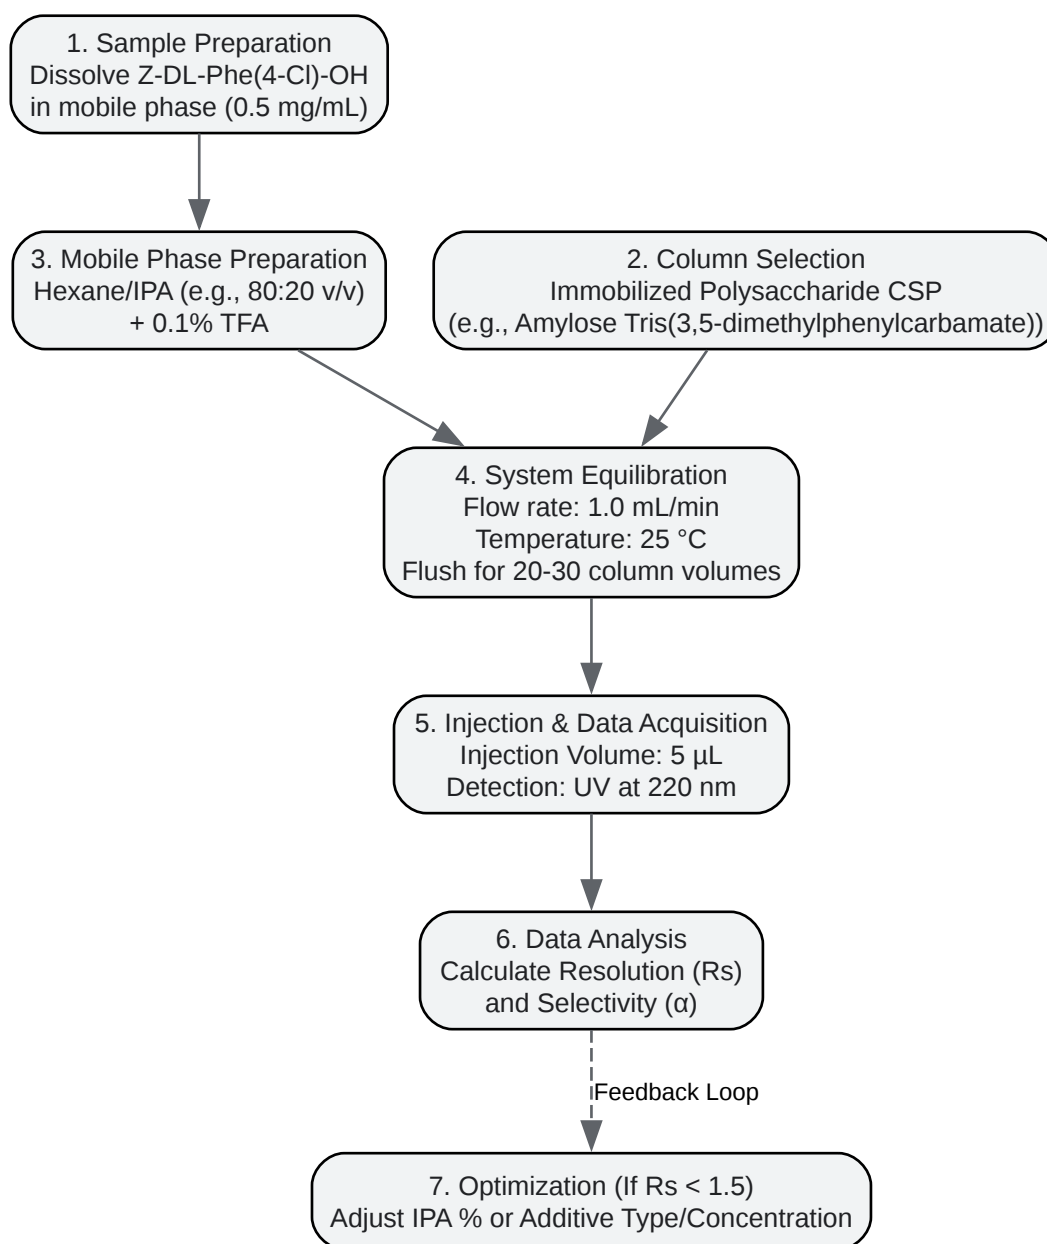 1. Sample Preparation
Dissolve Z-DL-Phe(4-Cl)-OH
in mobile phase (0.5 mg/mL)
3. Mobile Phase Preparation
Hexane/IPA (e.g., 80:20 v/v)
+ 0.1% TFA
2. Column Selection
Immobilized Polysaccharide CSP
(e.g., Amylose Tris(3,5-dimethylphenylcarbamate))
4. System Equilibration
Flow rate: 1.0 mL/min
Temperature: 25 °C
Flush for 20-30 column volumes
5. Injection & Data Acquisition
Injection Volume: 5 µL
Detection: UV at 220 nm
6. Data Analysis
Calculate Resolution (Rs)
and Selectivity (α)
Feedback Loop
7. Optimization (If Rs < 1.5)
Adjust IPA % or Additive Type/Concentration